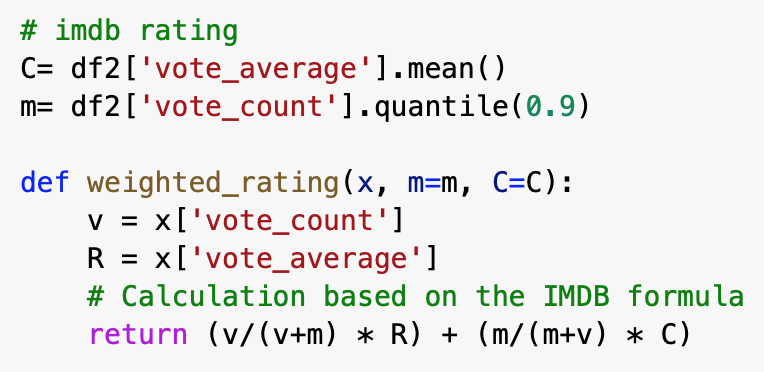 # imdb rating
C= df2['vote_average'].mean()
m= df2['vote_count'].quantile(0.9)
def weighted_rating(x, m=m, C=C):
    v = x['vote_count']
    R = x['vote_average']
    # Calculation based on the IMDB formula
    return (v/(v+m) * R) + (m/(m+v) * C)